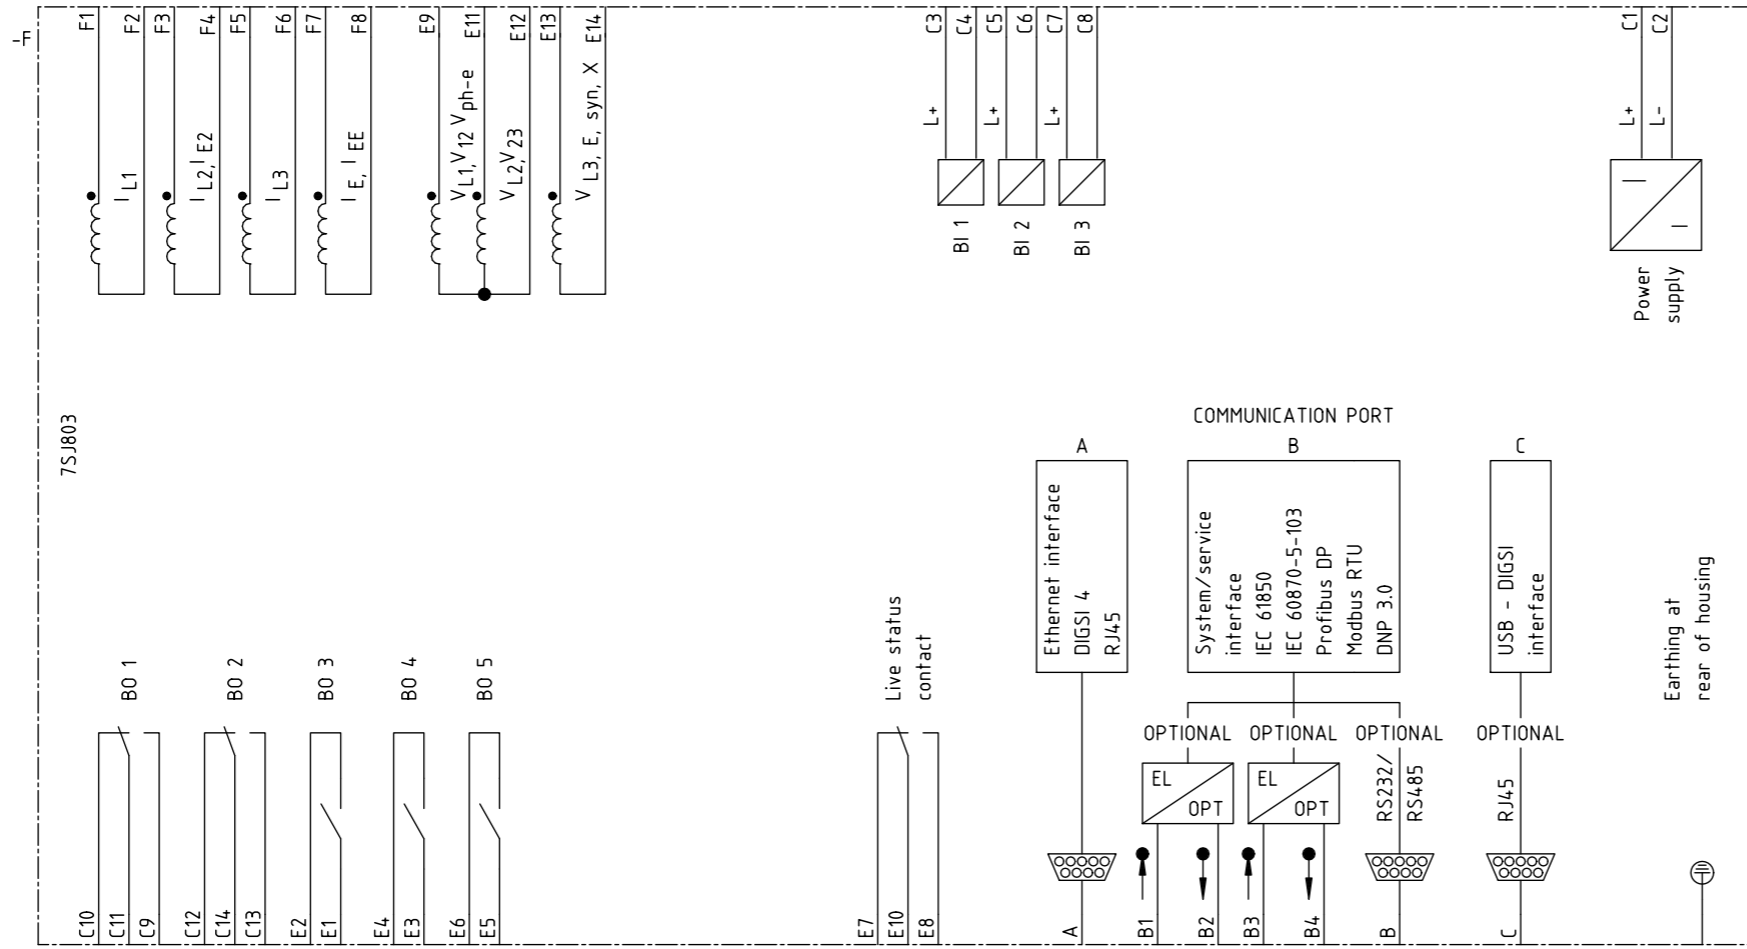 -F
F1
F2
F3
F4
F5
F6
F7
F8
E9
E11
E12
E13
E14
C3
C4
C5
C6
C7
C8
C1
C2
I L1
I L2, I E2
I L3
I E, I EE
V L1, V 12 V ph-e
V L2, V 23
V L3, E, syn, X
L+
L+
L+
L+
L-
BI 1
BI 2
BI 3
Power
supply
7SJ803
COMMUNICATION PORT
A
B
C
Ethernet interface
DIGSI 4
RJ45
System/service
interface
IEC 61850
IEC 60870-5-103
Profibus DP
Modbus RTU
DNP 3.0
USB - DIGSI
interface
Earthing at
rear of housing
BO 1
BO 2
BO 3
BO 4
BO 5
Live status
contact
OPTIONAL
OPTIONAL
OPTIONAL
OPTIONAL
EL
OPT
EL
OPT
RS232/
RS485
RJ45
C10
C11
C9
C12
C14
C13
E2
E1
E4
E3
E6
E5
E7
E10
E8
A
B1
B2
B3
B4
B
C